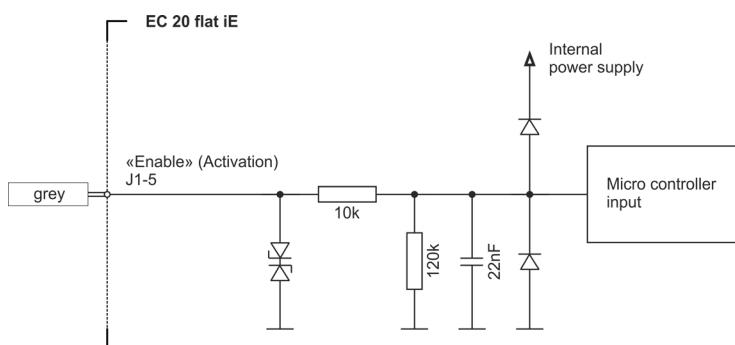 EC 20 flat iE
Internal
power supply
«Enable» (Activation)
J1-5
grey
10k
120k
22nF
Micro controller
input